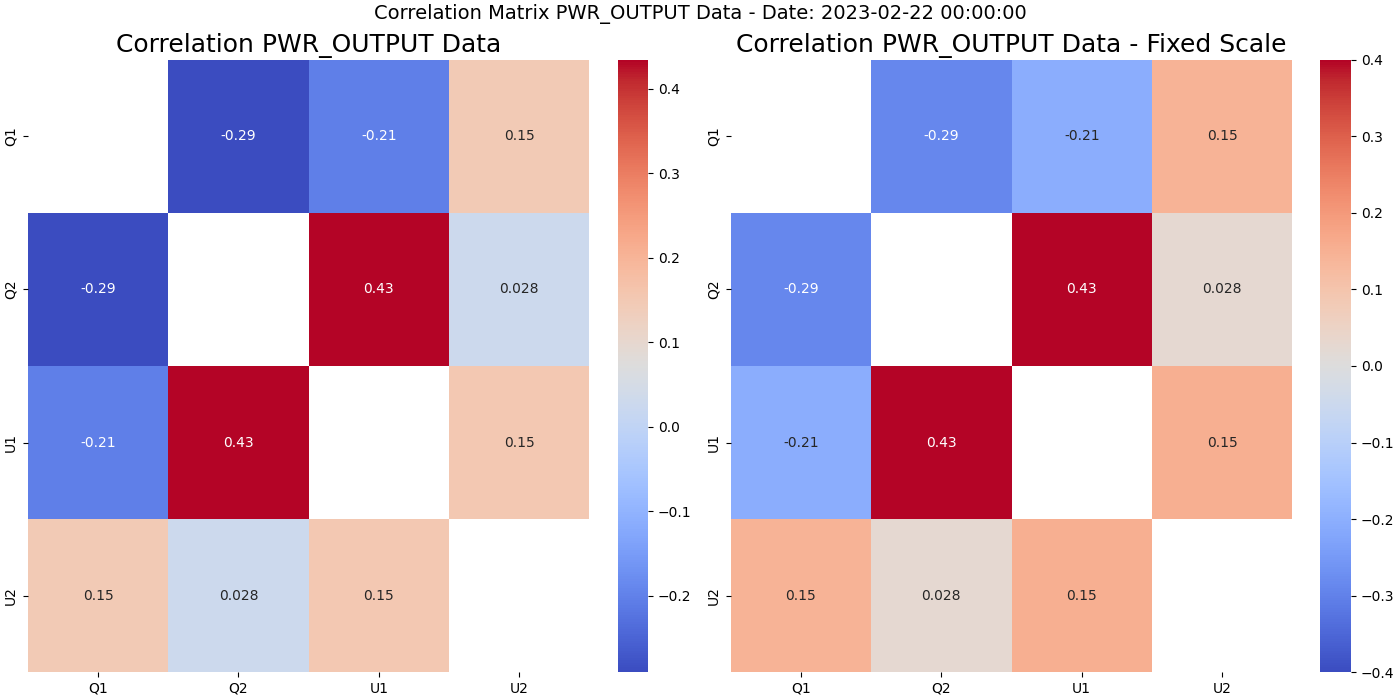 Correlation Matrix PWR_OUTPUT Data - Date: 2023-02-22 00:00:00
Correlation PWR_OUTPUT Data
Q1
-0.29
-0.21
0.15
Q2
-0.29
0.43
0.028
U1
-0.21
0.43
0.15
U2
0.15
0.028
0.15
Q1
Q2
U1
U2
0.4
0.3
0.2
0.1
0.0
−0.1
−0.2
Correlation PWR_OUTPUT Data - Fixed Scale
Q1
-0.29
-0.21
0.15
Q2
-0.29
0.43
0.028
U1
-0.21
0.43
0.15
U2
0.15
0.028
0.15
Q1
Q2
U1
U2
0.4
0.3
0.2
0.1
0.0
−0.1
−0.2
−0.3
−0.4